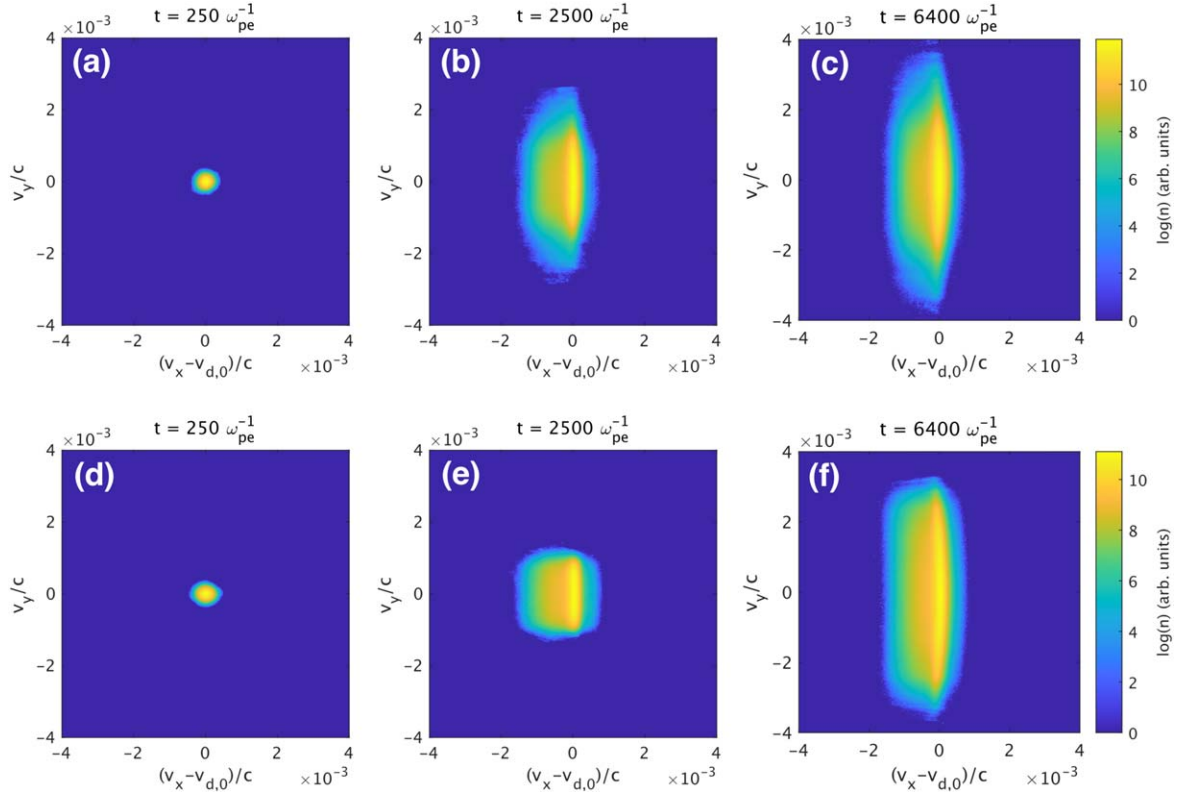 t = 250 ω_pe^-1
t = 2500 ω_pe^-1
t = 6400 ω_pe^-1
×10^-3
×10^-3
×10^-3
(a)
(b)
(c)
4
2
0
-2
-4
v_y/c
4
2
0
-2
-4
v_y/c
4
2
0
-2
-4
v_y/c
10
8
6
4
2
0
log(n) (arb. units)
-4 -2 0 2 4
-4 -2 0 2 4
-4 -2 0 2 4
(v_x-v_d,0)/c ×10^-3
(v_x-v_d,0)/c ×10^-3
(v_x-v_d,0)/c ×10^-3
t = 250 ω_pe^-1
t = 2500 ω_pe^-1
t = 6400 ω_pe^-1
×10^-3
×10^-3
×10^-3
(d)
(e)
(f)
4
2
0
-2
-4
v_y/c
4
2
0
-2
-4
v_y/c
4
2
0
-2
-4
v_y/c
10
8
6
4
2
0
log(n) (arb. units)
-4 -2 0 2 4
-4 -2 0 2 4
-4 -2 0 2 4
(v_x-v_d,0)/c ×10^-3
(v_x-v_d,0)/c ×10^-3
(v_x-v_d,0)/c ×10^-3